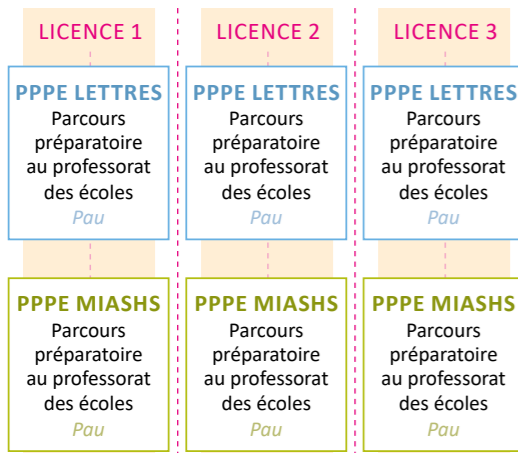 LICENCE 1
LICENCE 2
LICENCE 3
PPPE LETTRES
Parcours
préparatoire
au professorat
des écoles
Pau
PPPE LETTRES
Parcours
préparatoire
au professorat
des écoles
Pau
PPPE LETTRES
Parcours
préparatoire
au professorat
des écoles
Pau
PPPE MIASHS
Parcours
préparatoire
au professorat
des écoles
Pau
PPPE MIASHS
Parcours
préparatoire
au professorat
des écoles
Pau
PPPE MIASHS
Parcours
préparatoire
au professorat
des écoles
Pau